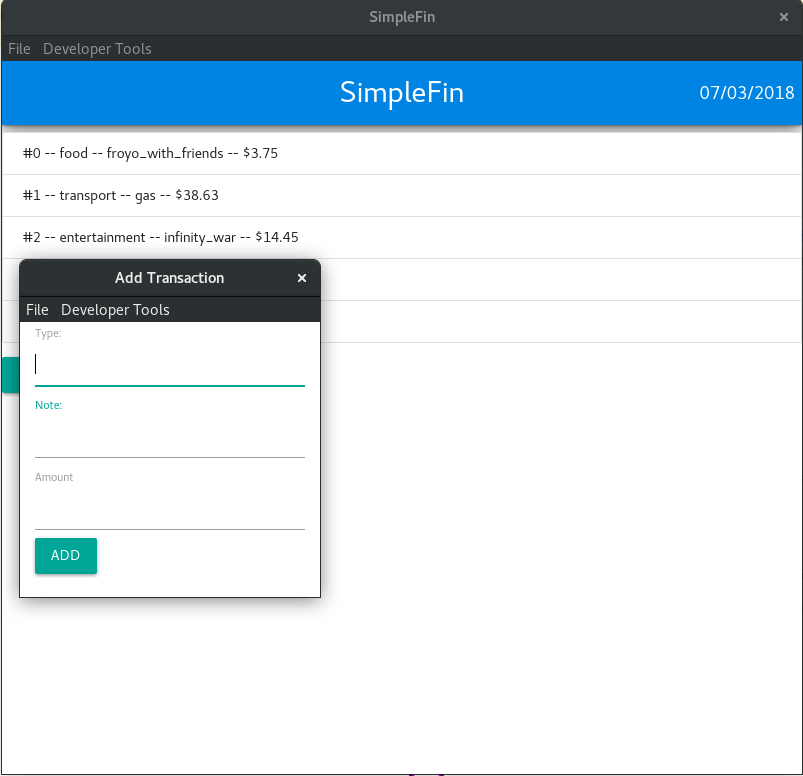 SimpleFin
File Developer Tools
SimpleFin 07/03/2018
#0 -- food -- froyo_with_friends -- $3.75
#1 -- transport -- gas -- $38.63
#2 -- entertainment -- infinity_war -- $14.45
Add Transaction
File Developer Tools
Type:
Note:
Amount
ADD